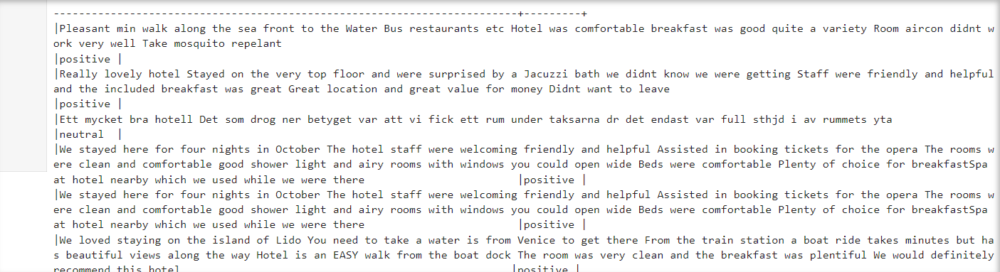 -------------------------------------------------------------------------+---------+
|Pleasant min walk along the sea front to the Water Bus restaurants etc Hotel was comfortable breakfast was good quite a variety Room aircon didnt w
ork very well Take mosquito repelant
|positive |
|Really lovely hotel Stayed on the very top floor and were surprised by a Jacuzzi bath we didnt know we were getting Staff were friendly and helpful
and the included breakfast was great Great location and great value for money Didnt want to leave
|positive |
|Ett mycket bra hotell Det som drog ner betyget var att vi fick ett rum under taksarna dr det endast var full sthjd i av rummets yta
|neutral  |
|We stayed here for four nights in October The hotel staff were welcoming friendly and helpful Assisted in booking tickets for the opera The rooms w
ere clean and comfortable good shower light and airy rooms with windows you could open wide Beds were comfortable Plenty of choice for breakfastSpa
at hotel nearby which we used while we were there                        |positive |
|We stayed here for four nights in October The hotel staff were welcoming friendly and helpful Assisted in booking tickets for the opera The rooms w
ere clean and comfortable good shower light and airy rooms with windows you could open wide Beds were comfortable Plenty of choice for breakfastSpa
at hotel nearby which we used while we were there                        |positive |
|We loved staying on the island of Lido You need to take a water is from Venice to get there From the train station a boat ride takes minutes but ha
s beautiful views along the way Hotel is an EASY walk from the boat dock The room was very clean and the breakfast was plentiful We would definitely
recommend this hotel                                                    |positive |